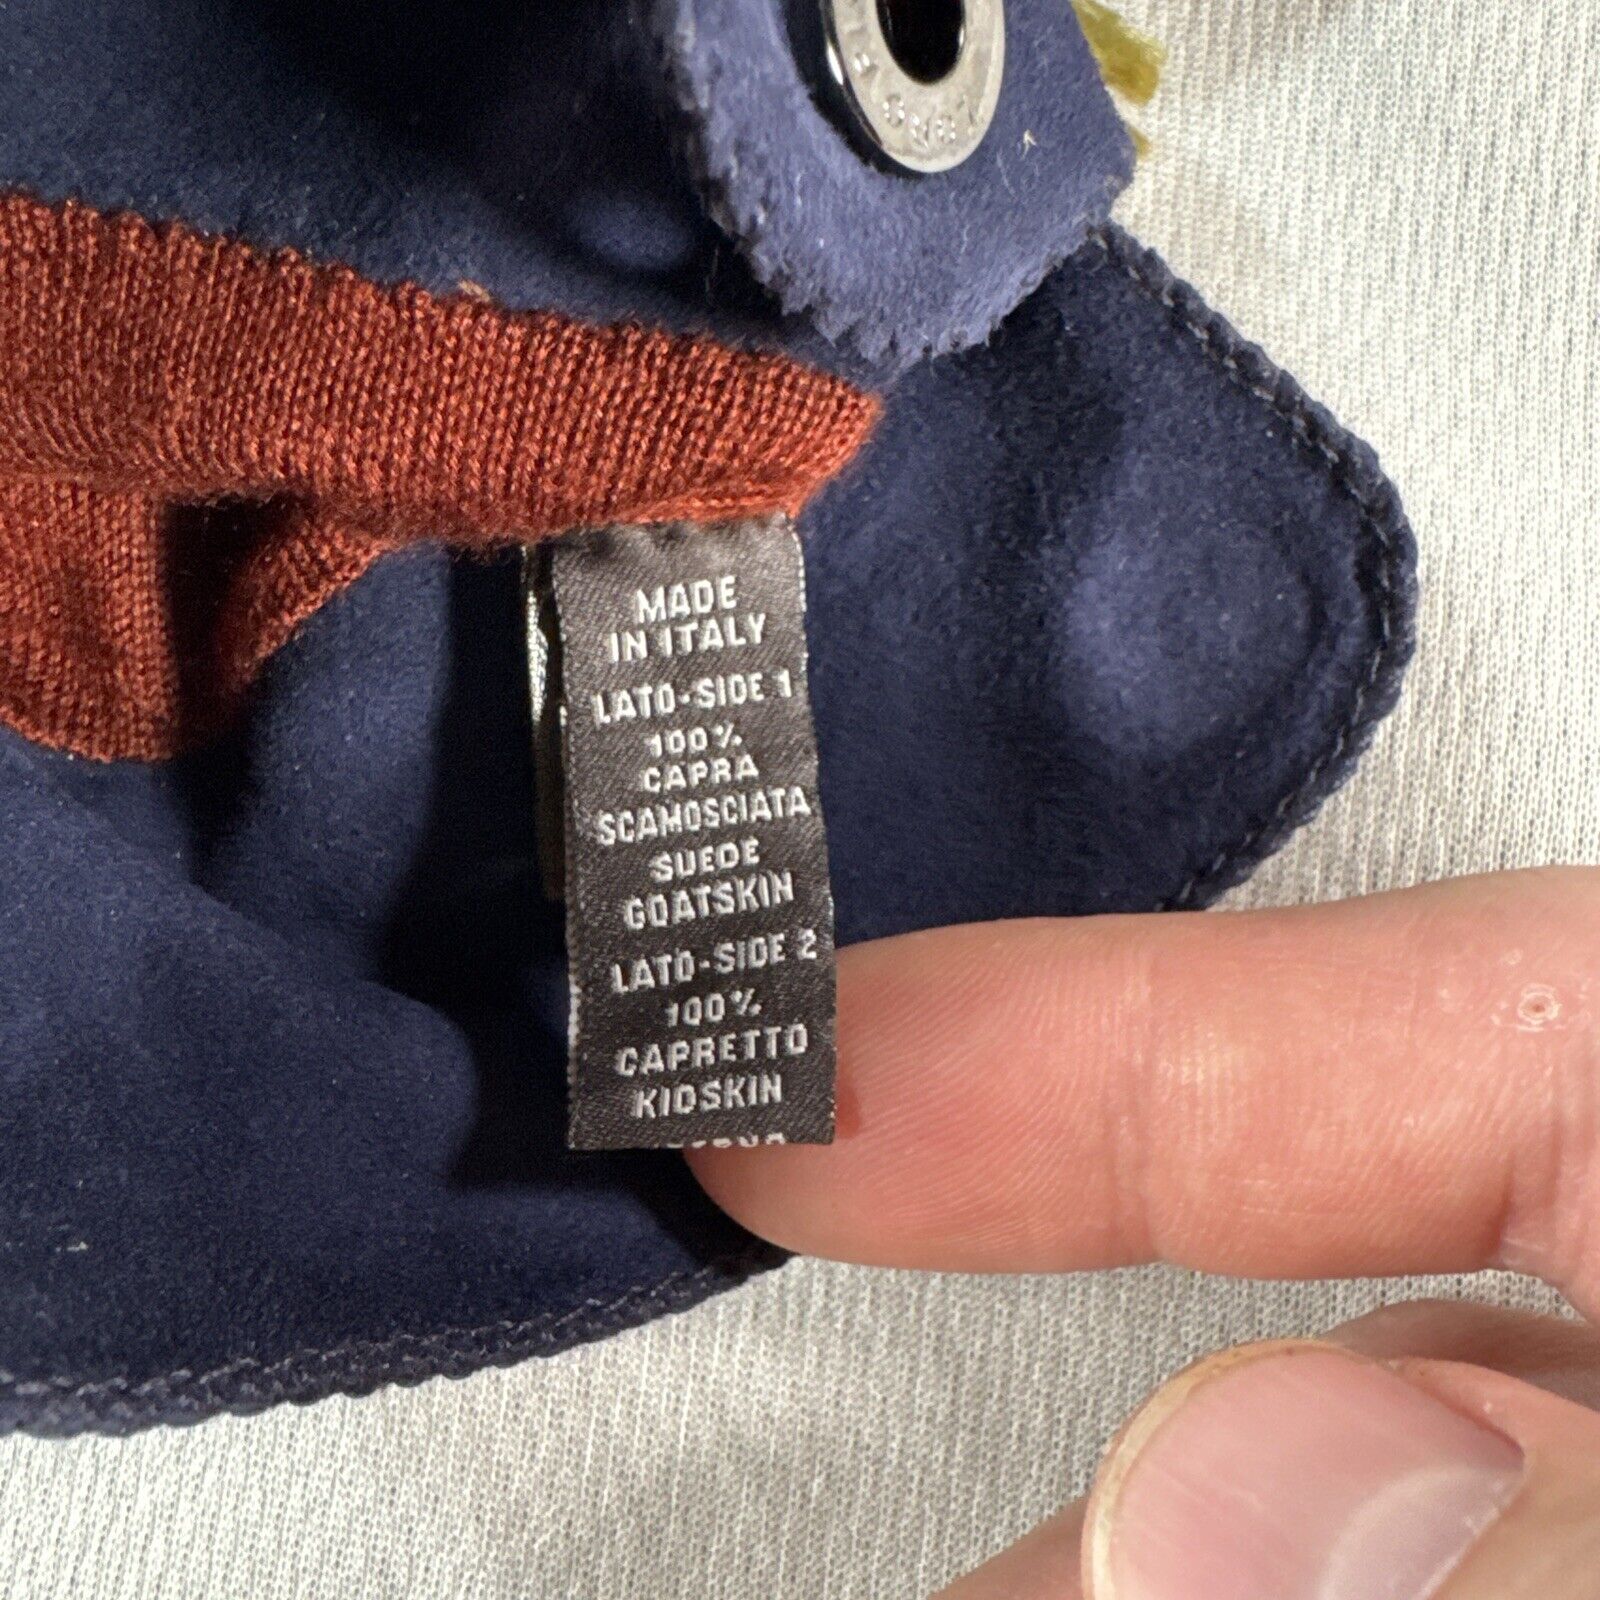 MADE
IN ITALY
LATO-SIDE 1
100%
CAPRA
SCAMOSCIATA
SUEDE
GOATSKIN
LATO-SIDE 2
100%
CAPRETTO
KIDSKIN